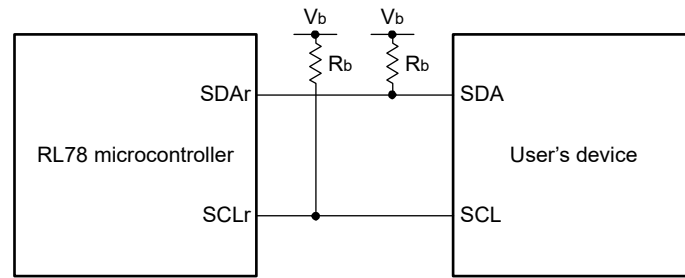 Vb Vb
Rb Rb
SDAr SDA
RL78 microcontroller User’s device
SCLr SCL